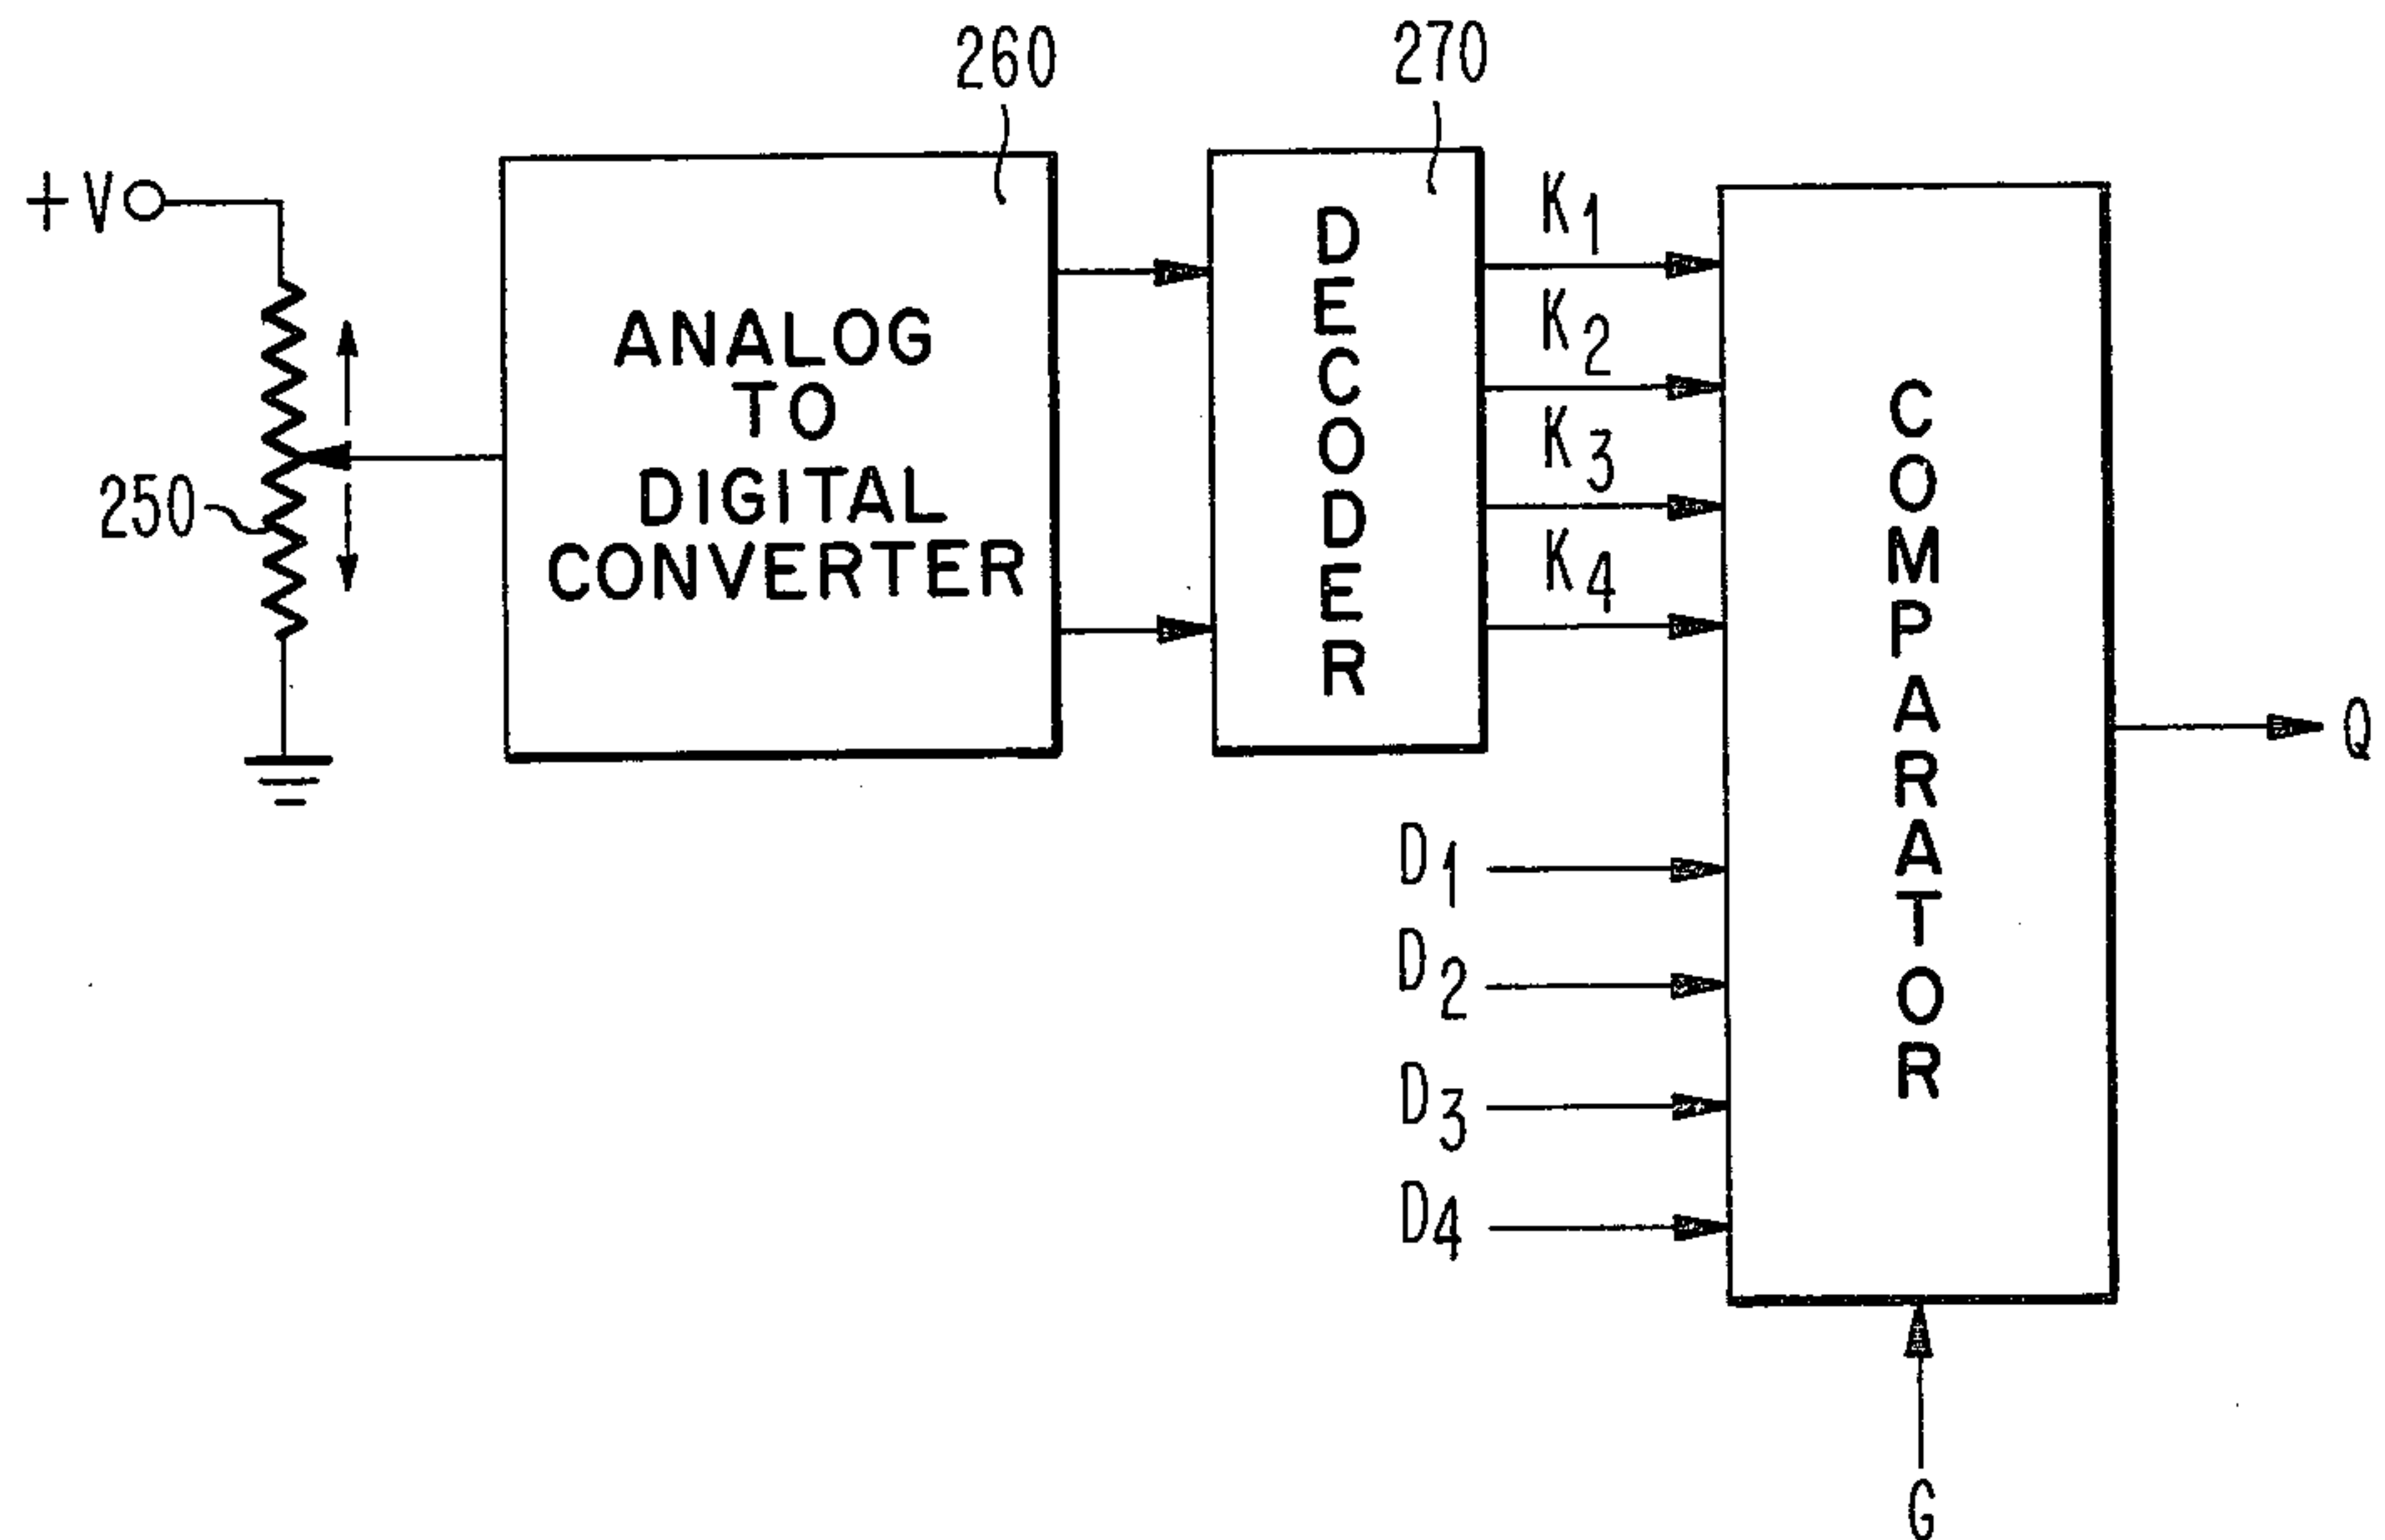 260
270
+V
250
ANALOG
TO
DIGITAL
CONVERTER
DECODER
K1
K2
K3
K4
COMPARATOR
D1
D2
D3
D4
Q
G